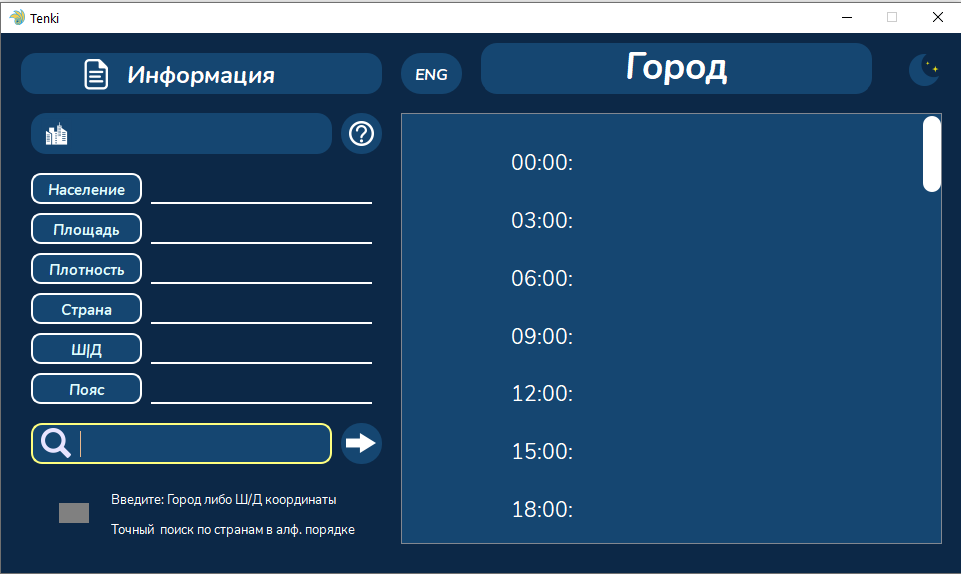 Tenki
Информация
ENG
Город
Население
Площадь
Плотность
Страна
Ш|Д
Пояс
Введите: Город либо Ш/Д координаты
Точный поиск по странам в алф. порядке
00:00:
03:00:
06:00:
09:00:
12:00:
15:00:
18:00: